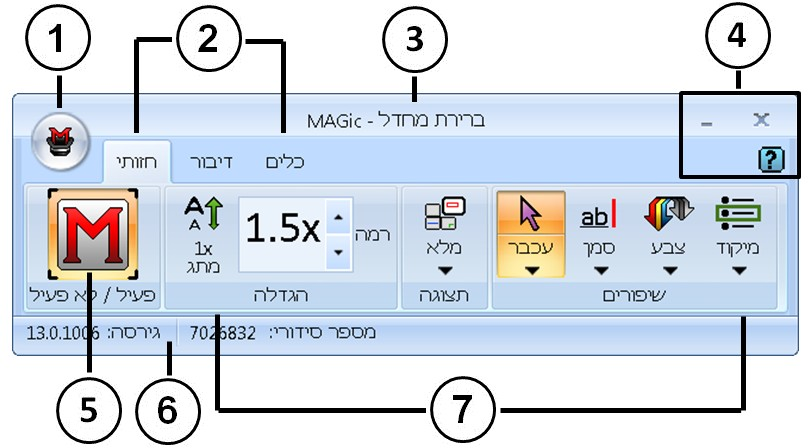 1
2
3
4
ברירת מחדל - MAGic
חזותי
דיבור
כלים
?
M
1x
מתג
1.5x
רמה
מלא
עכבר
סמן
צבע
מיקוד
פעיל / לא פעיל
הגדלה
תצוגה
שיפורים
גירסה: 13.0.1006
מספר סידורי: 7026832
5
6
7